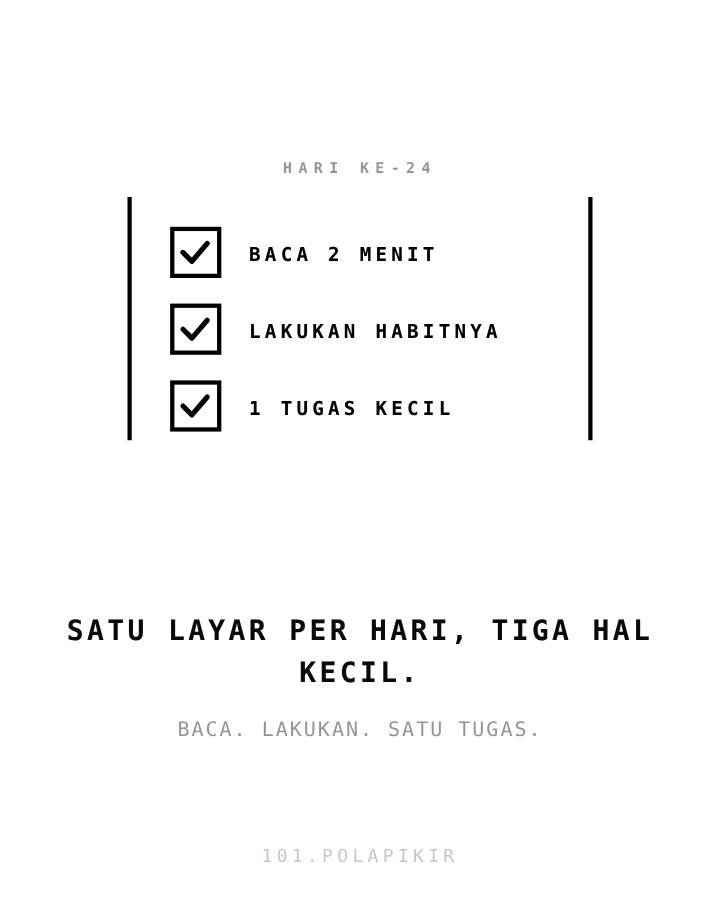 HARI KE-24
BACA 2 MENIT
LAKUKAN HABITNYA
1 TUGAS KECIL
SATU LAYAR PER HARI, TIGA HAL
KECIL.
BACA. LAKUKAN. SATU TUGAS.
101.POLAPIKIR